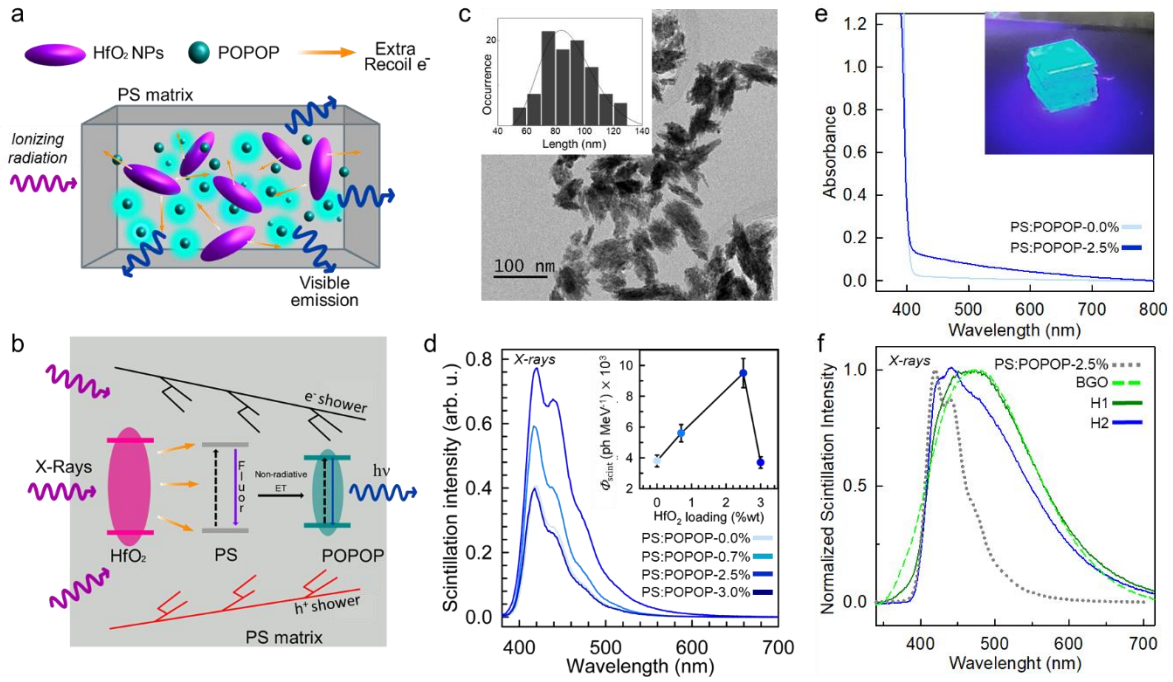 a
HfO₂ NPs
POPOP
Extra
Recoil e⁻
PS matrix
Ionizing
radiation
Visible
emission
b
e⁻ shower
X-Rays
Fluor
Non-radiative
ET
hν
HfO₂
PS
POPOP
h⁺ shower
PS matrix
c
20
Occurrence
0
40
60
80
100
120
140
Length (nm)
100 nm
d
X-rays
Scintillation intensity (arb. u.)
0.8
0.6
0.4
0.2
0.0
400
500
600
700
Wavelength (nm)
Φscint. (ph MeV⁻¹) × 10³
10
8
6
4
2
0
1
2
3
HfO₂ loading (%wt)
PS:POPOP-0.0%
PS:POPOP-0.7%
PS:POPOP-2.5%
PS:POPOP-3.0%
e
Absorbance
1.2
1.0
0.8
0.6
0.4
0.2
0.0
PS:POPOP-0.0%
PS:POPOP-2.5%
400
500
600
700
800
Wavelength (nm)
f
X-rays
PS:POPOP-2.5%
BGO
H1
H2
Normalized Scintillation Intensity
1.0
0.5
0.0
400
500
600
700
Wavelenght (nm)